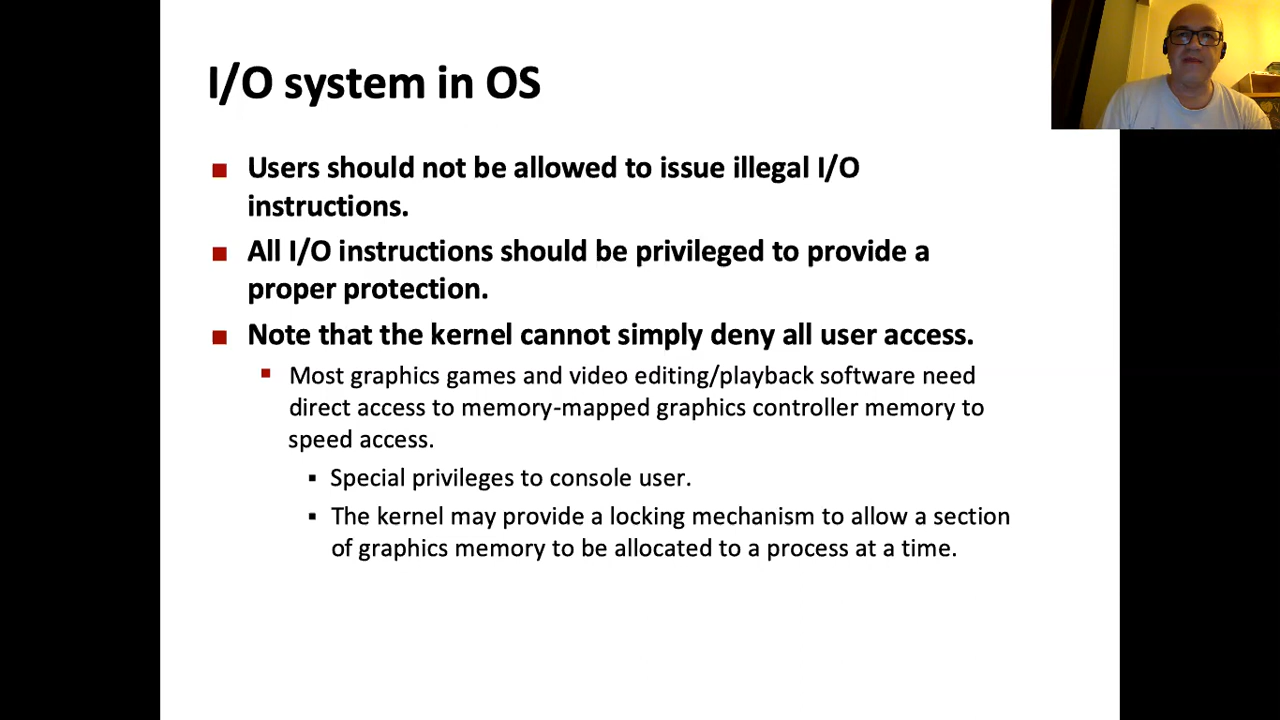 I/O system in OS
Users should not be allowed to issue illegal I/O
instructions.
All I/O instructions should be privileged to provide a
proper protection.
Note that the kernel cannot simply deny all user access.
Most graphics games and video editing/playback software need
direct access to memory-mapped graphics controller memory to
speed access.
Special privileges to console user.
The kernel may provide a locking mechanism to allow a section
of graphics memory to be allocated to a process at a time.